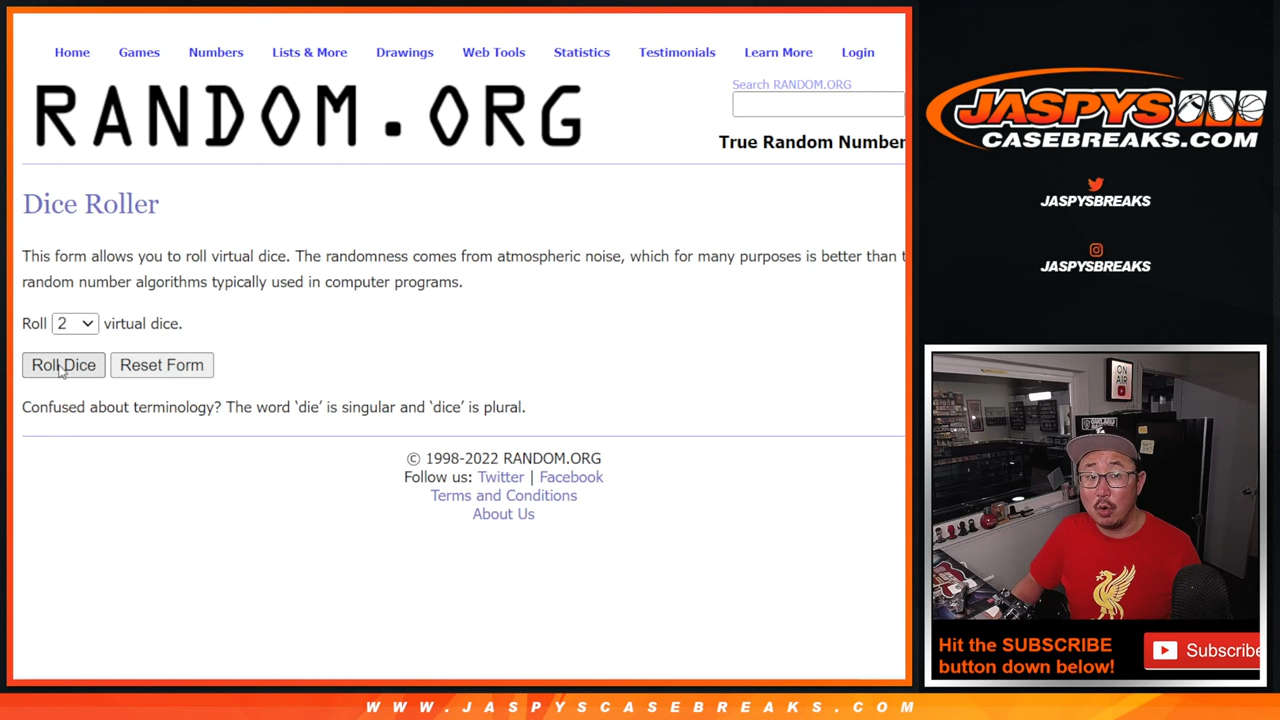 Home Games Numbers Lists & More Drawings Web Tools Statistics Testimonials Learn More Login
RANDOM.ORG
Search RANDOM.ORG
True Random Number
Dice Roller
This form allows you to roll virtual dice. The randomness comes from atmospheric noise, which for many purposes is better than t
random number algorithms typically used in computer programs.
Roll 2 virtual dice.
Roll Dice Reset Form
Confused about terminology? The word ‘die’ is singular and ‘dice’ is plural.
© 1998-2022 RANDOM.ORG
Follow us: Twitter | Facebook
Terms and Conditions
About Us
JASPYS
CASEBREAKS.COM
JASPYSBREAKS
JASPYSBREAKS
ON
AIR
Hit the SUBSCRIBE
button down below!
Subscribe
WWW.JASPYSCASEBREAKS.COM